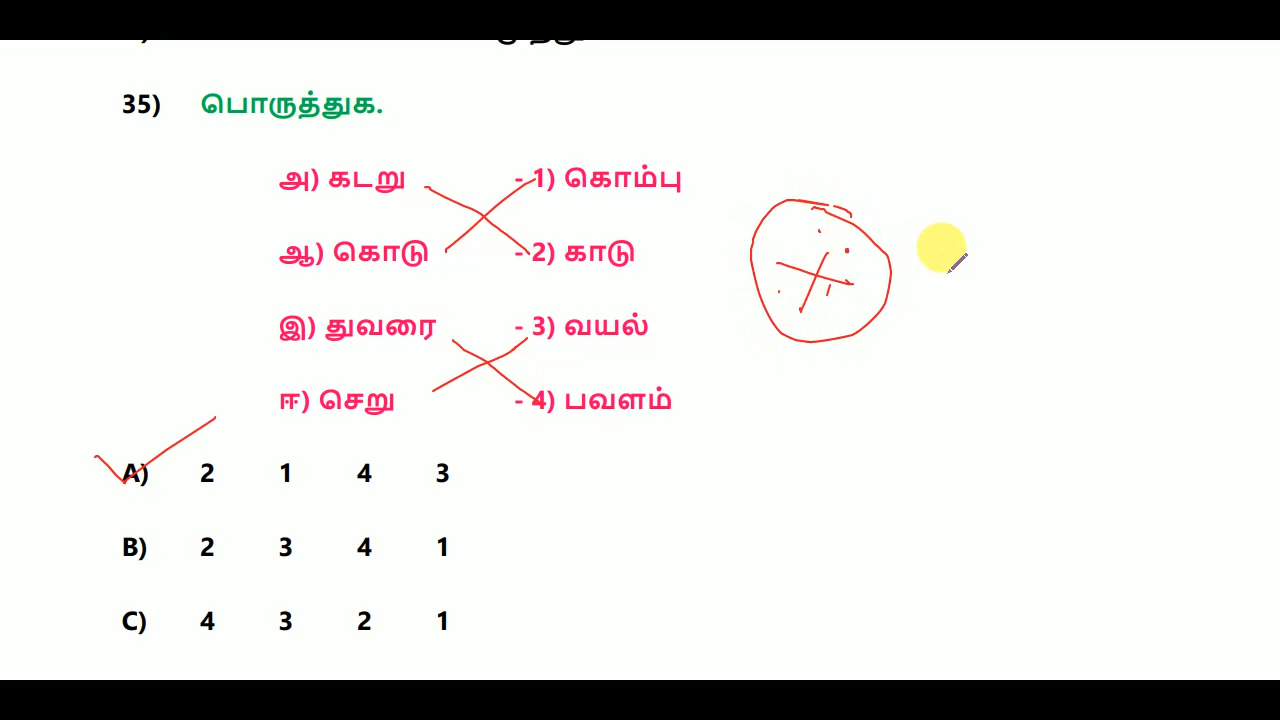 35) பொருத்துக.
அ) கடறு - 1) கொம்பு
ஆ) கொடு - 2) காடு
இ) துவரை - 3) வயல்
ஈ) செறு - 4) பவளம்
A) 2 1 4 3
B) 2 3 4 1
C) 4 3 2 1